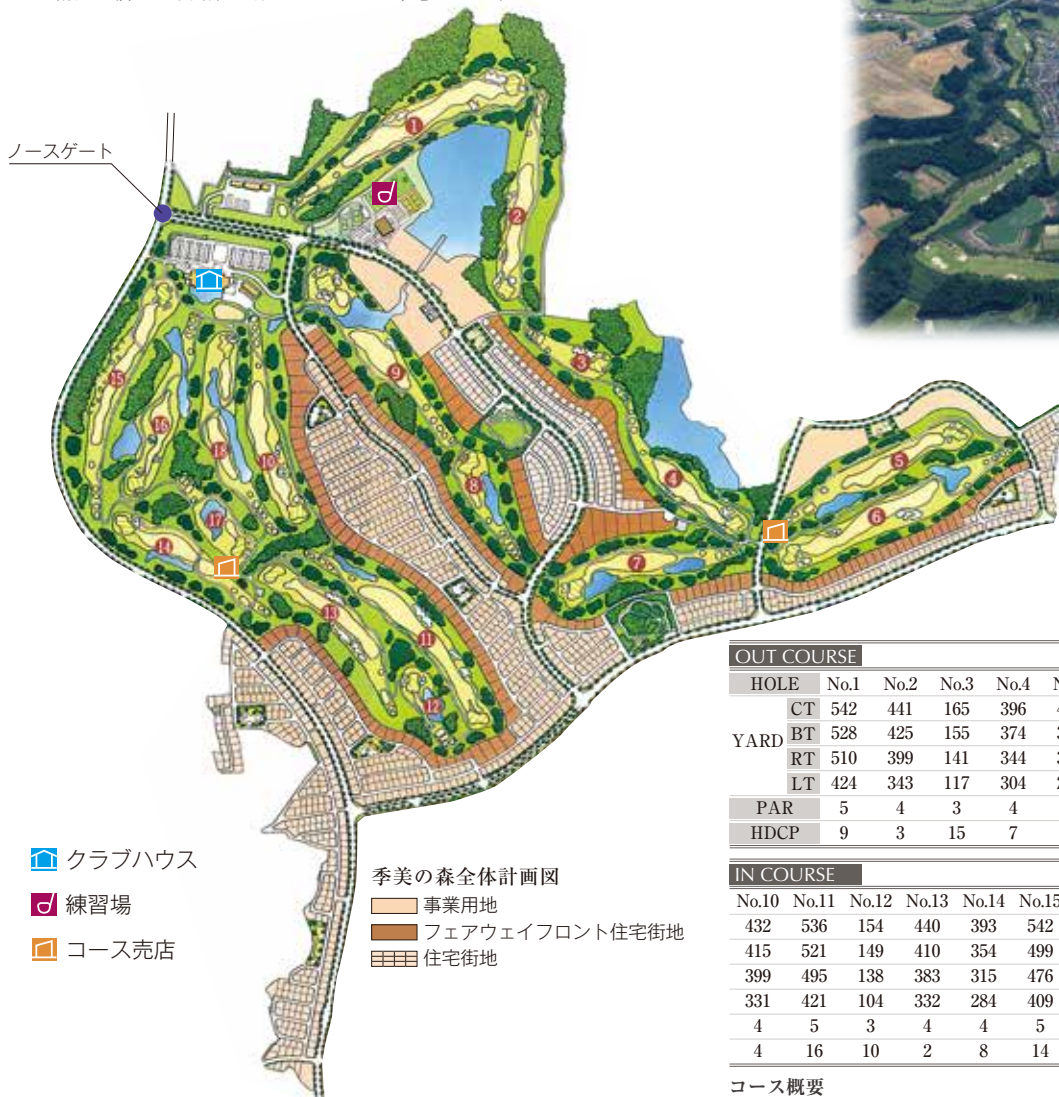 ノースゲート
1
2
3
4
5
6
7
8
9
10
11
12
13
14
15
16
17
18
クラブハウス
練習場
コース売店
季美の森全体計画図
事業用地
フェアウェイフロント住宅街地
住宅街地
OUT COURSE
HOLE No.1 No.2 No.3 No.4
YARD
CT 542 441 165 396
BT 528 425 155 374
RT 510 399 141 344
LT 424 343 117 304
PAR 5 4 3 4
HDCP 9 3 15 7
IN COURSE
No.10 No.11 No.12 No.13 No.14 No.15
432 536 154 440 393 542
415 521 149 410 354 499
399 495 138 383 315 476
331 421 104 332 284 409
4 5 3 4 4 5
4 16 10 2 8 14
コース概要